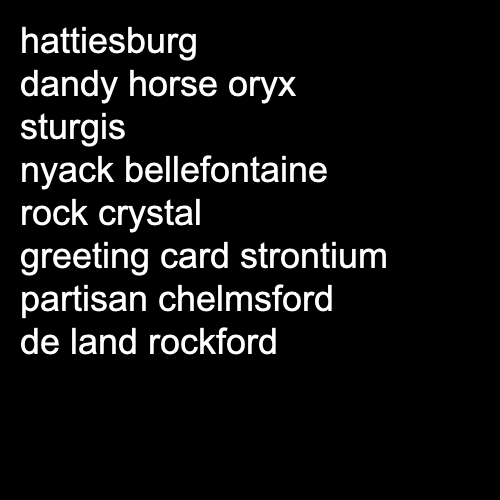 hattiesburg
dandy horse oryx
sturgis
nyack bellefontaine
rock crystal
greeting card strontium
partisan chelmsford
de land rockford